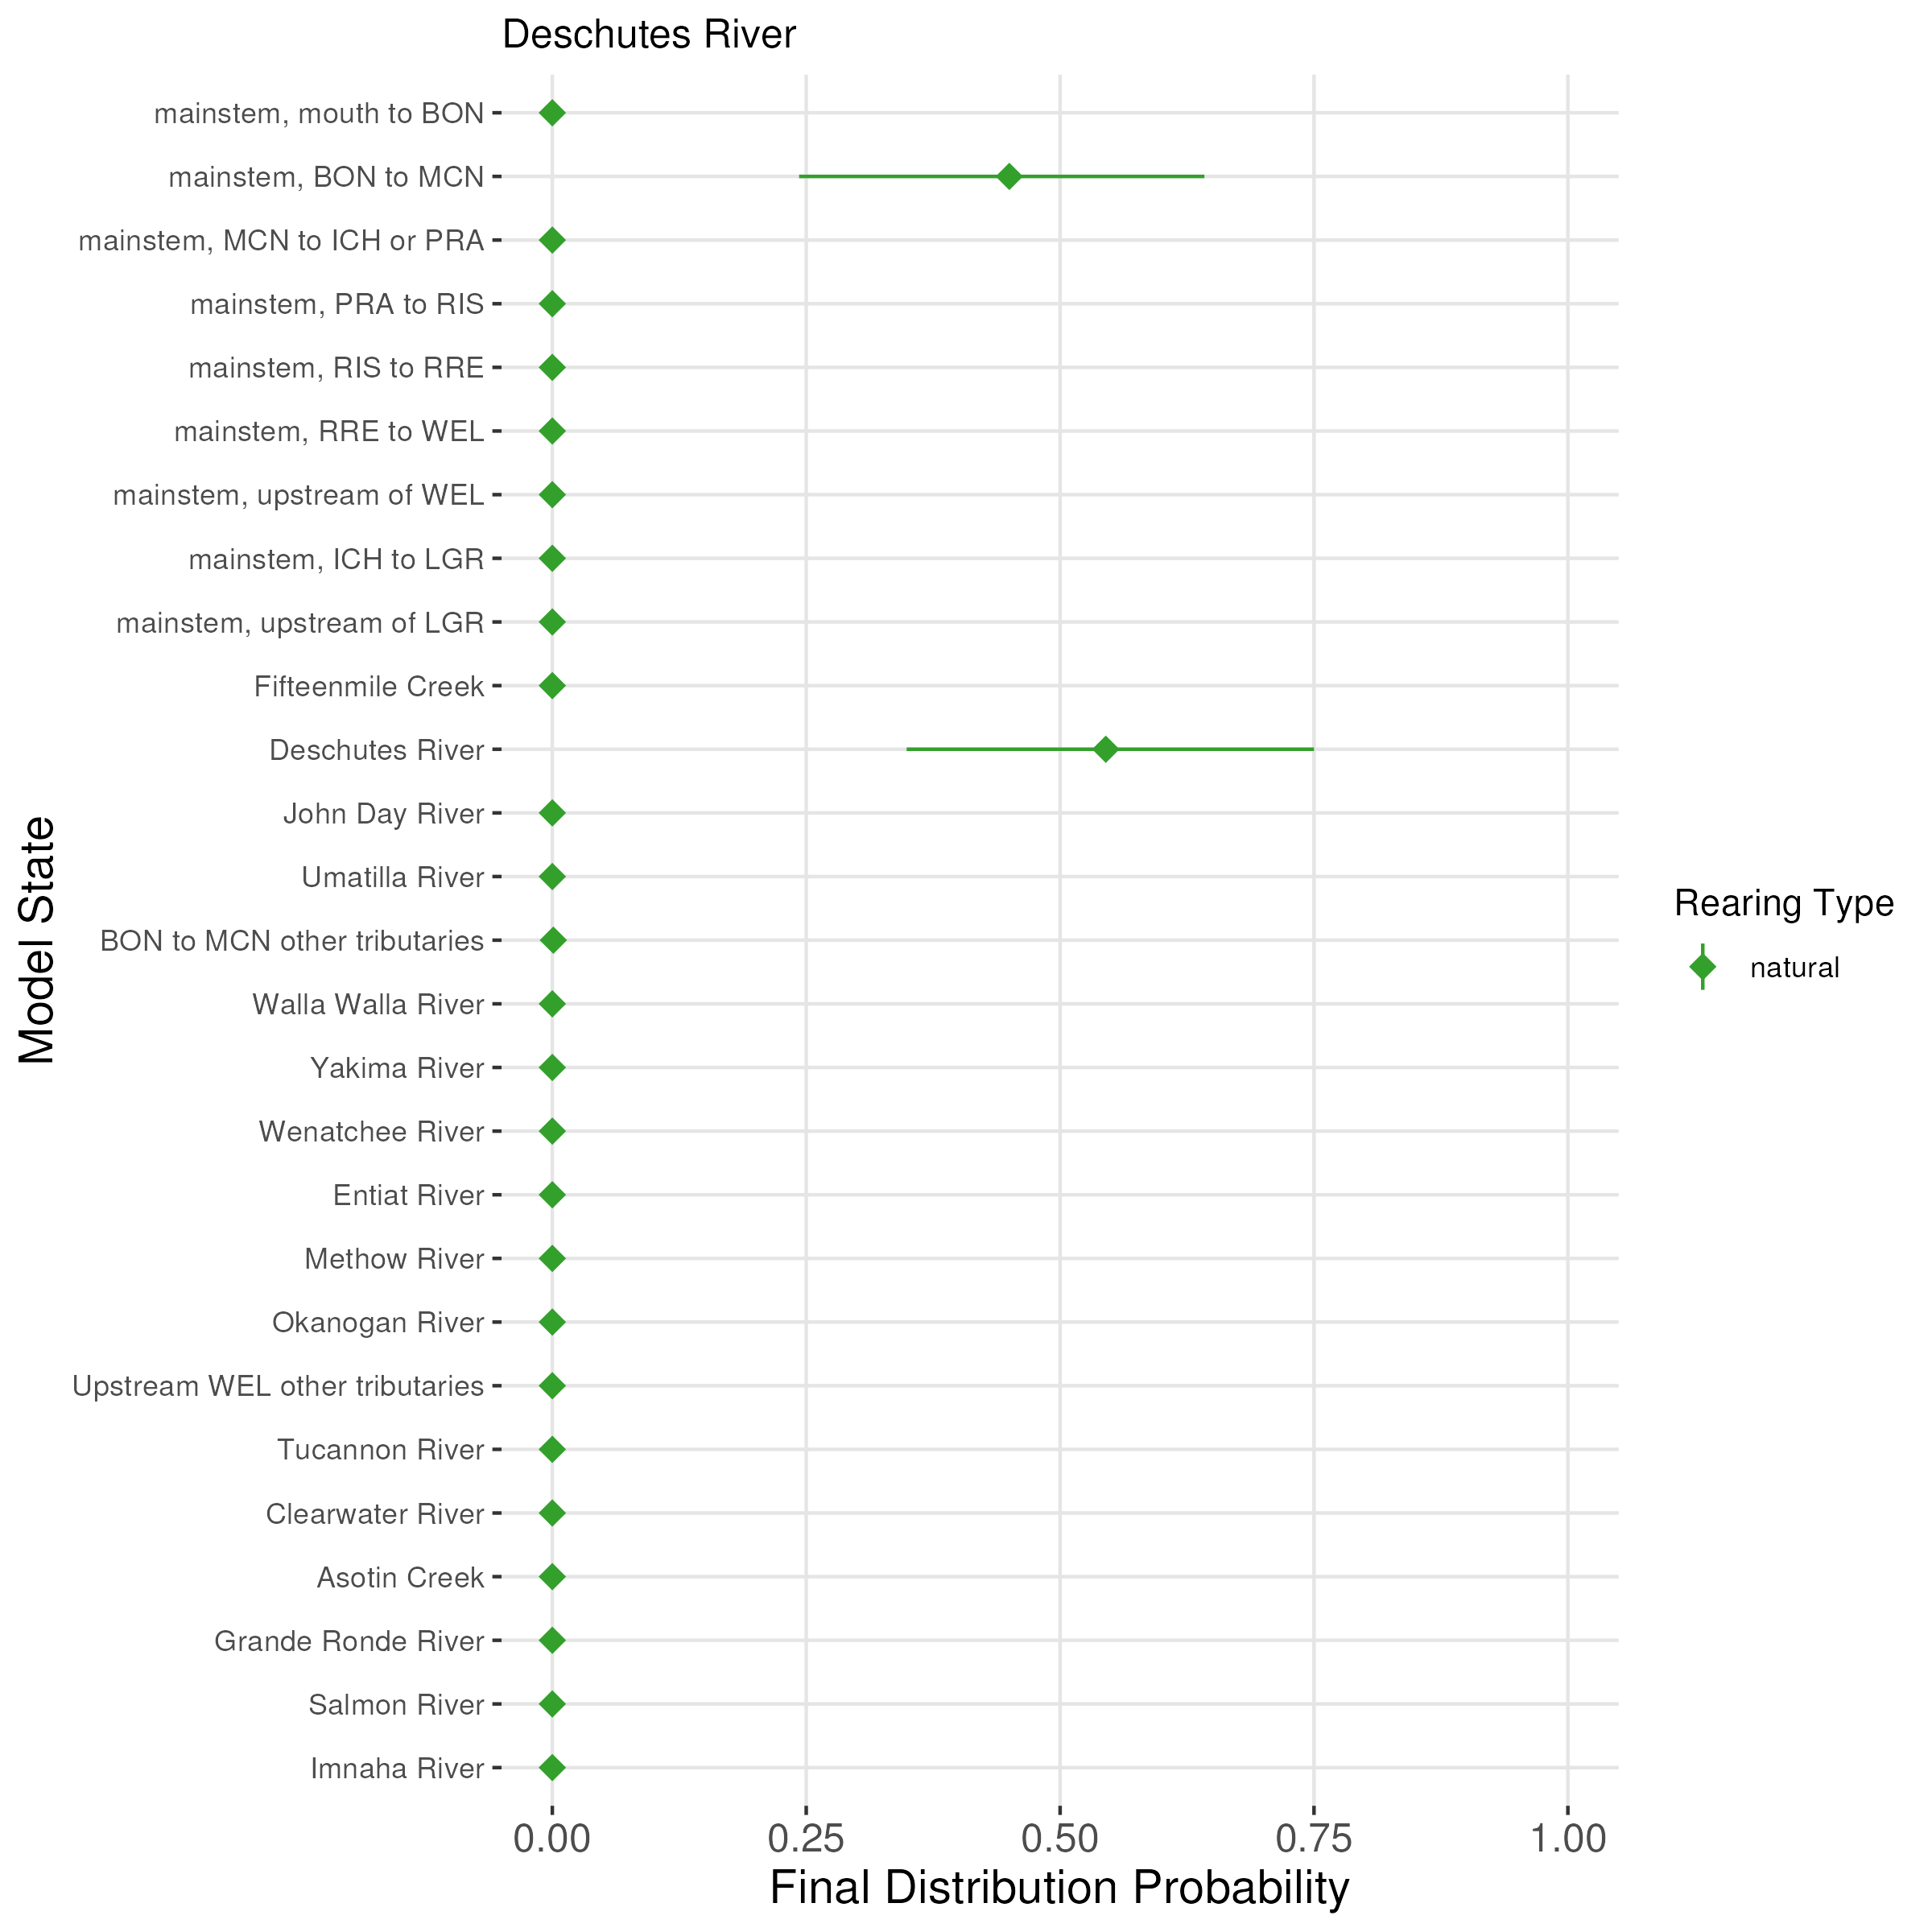 Deschutes River
mainstem, mouth to BON
mainstem, BON to MCN
mainstem, MCN to ICH or PRA
mainstem, PRA to RIS
mainstem, RIS to RRE
mainstem, RRE to WEL
mainstem, upstream of WEL
mainstem, ICH to LGR
mainstem, upstream of LGR
Fifteenmile Creek
Deschutes River
John Day River
Umatilla River
BON to MCN other tributaries
Walla Walla River
Yakima River
Wenatchee River
Entiat River
Methow River
Okanogan River
Upstream WEL other tributaries
Tucannon River
Clearwater River
Asotin Creek
Grande Ronde River
Salmon River
Imnaha River
Model State
0.00 0.25 0.50 0.75 1.00
Final Distribution Probability
Rearing Type
natural